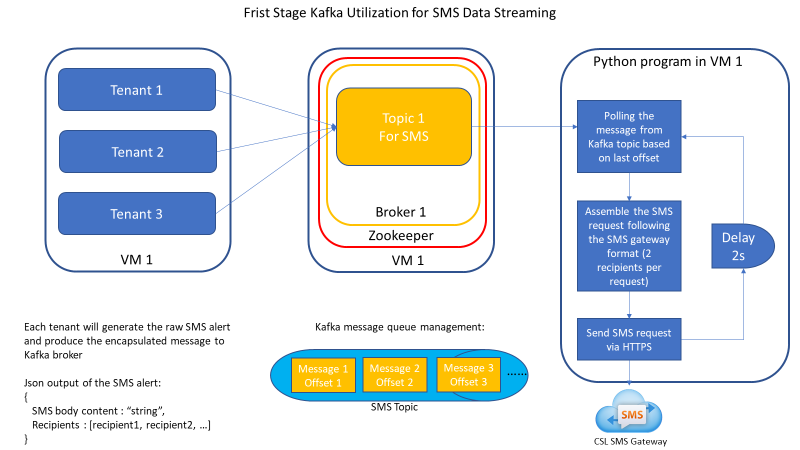 Frist Stage Kafka Utilization for SMS Data Streaming
Tenant 1
Tenant 2
Tenant 3
VM 1
Topic 1
For SMS
Broker 1
Zookeeper
VM 1
Python program in VM 1
Polling the
message from
Kafka topic based
on last offset
Assemble the SMS
request following
the SMS gateway
format (2
recipients per
request)
Delay
2s
Send SMS request
via HTTPS
SMS
CSL SMS Gateway
Each tenant will generate the raw SMS alert
and produce the encapsulated message to
Kafka broker
Json output of the SMS alert:
{
SMS body content : “string”,
Recipients : [recipient1, recipient2, …]
}
Kafka message queue management:
Message 1
Offset 1
Message 2
Offset 2
Message 3
Offset 3
……
SMS Topic